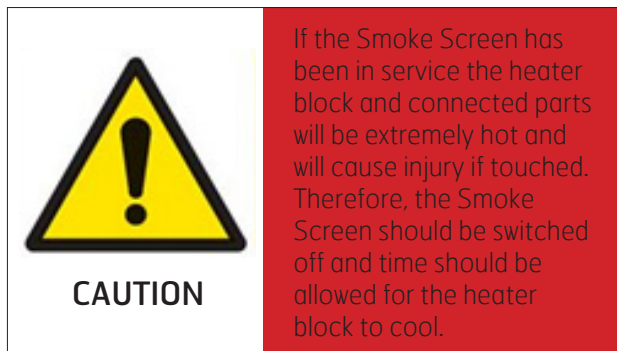 CAUTION
If the Smoke Screen has
been in service the heater
block and connected parts
will be extremely hot and
will cause injury if touched.
Therefore, the Smoke
Screen should be switched
off and time should be
allowed for the heater
block to cool.